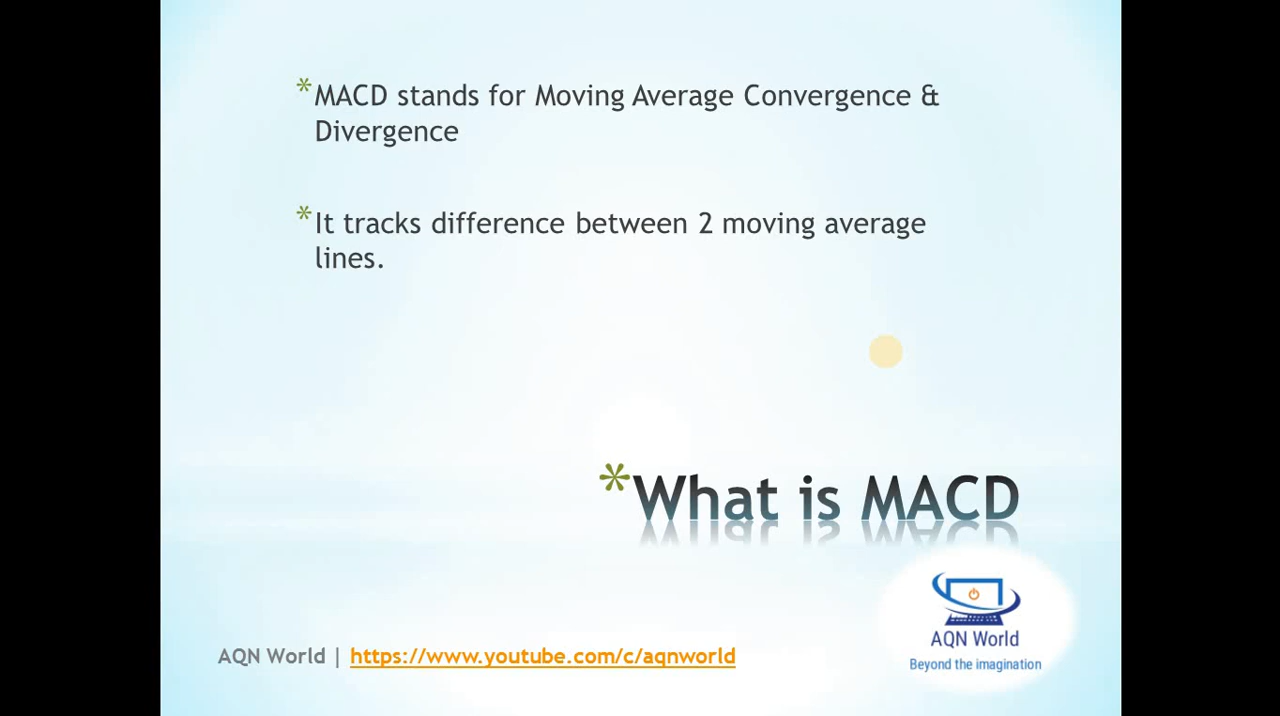 *MACD stands for Moving Average Convergence &
Divergence
*It tracks difference between 2 moving average
lines.
*What is MACD
AQN World
Beyond the imagination
AQN World | https://www.youtube.com/c/aqnworld